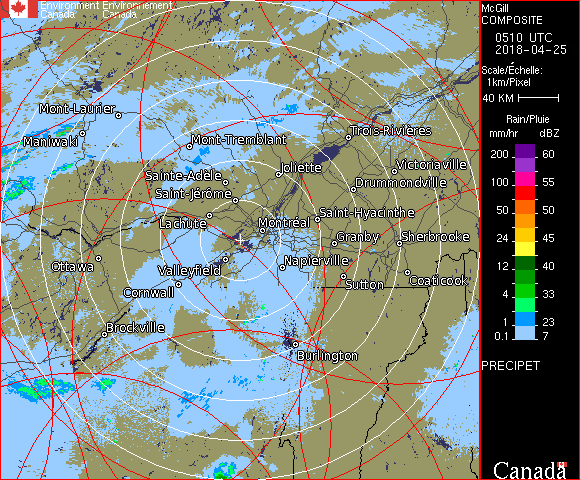 Environment Environnement
Canada Canada
McGill
COMPOSITE
0510 UTC
2018-04-25
Scale/Échelle:
1km/Pixel
40 KM
Rain/Pluie
mm/hr dBZ
200 60
100 55
50 50
24 45
12 40
4 33
1 23
0.1 7
PRECIPET
Canada
Mont-Laurier
Maniwaki
Mont-Tremblant
Trois-Rivières
Joliette
Victoriaville
Sainte-Adèle
Drummondville
Saint-Jérôme
Lachute
Saint-Hyacinthe
Montréal
Granby
Sherbrooke
Ottawa
Valleyfield
Napierville
Cornwall
Sutton
Coaticook
Brockville
Burlington